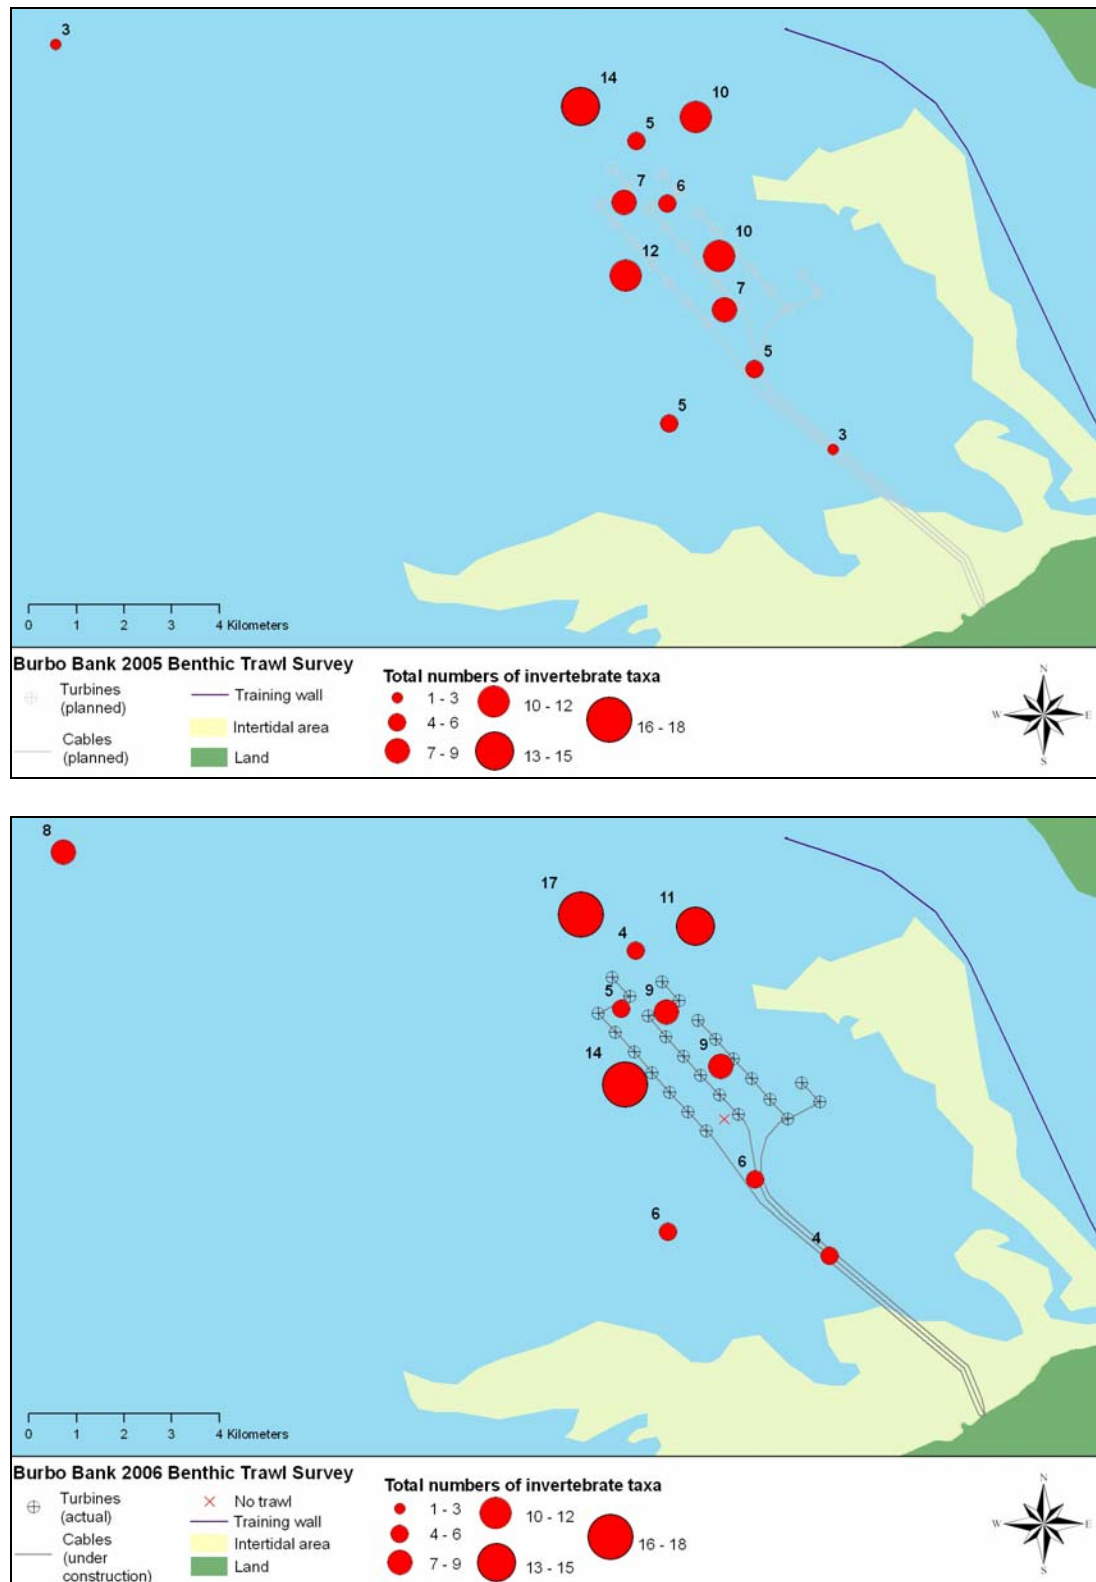 3
14
10
5
7
6
10
12
7
5
5
3
0 1 2 3 4 Kilometers
Burbo Bank 2005 Benthic Trawl Survey
Turbines
(planned)
Cables
(planned)
Training wall
Intertidal area
Land
Total numbers of invertebrate taxa
1 - 3
4 - 6
7 - 9
10 - 12
13 - 15
16 - 18
N
W E
S
8
17
11
4
5
9
9
14
6
6
4
0 1 2 3 4 Kilometers
Burbo Bank 2006 Benthic Trawl Survey
Turbines
(actual)
Cables
(under
construction)
No trawl
Training wall
Intertidal area
Land
Total numbers of invertebrate taxa
1 - 3
4 - 6
7 - 9
10 - 12
13 - 15
16 - 18
N
W E
S